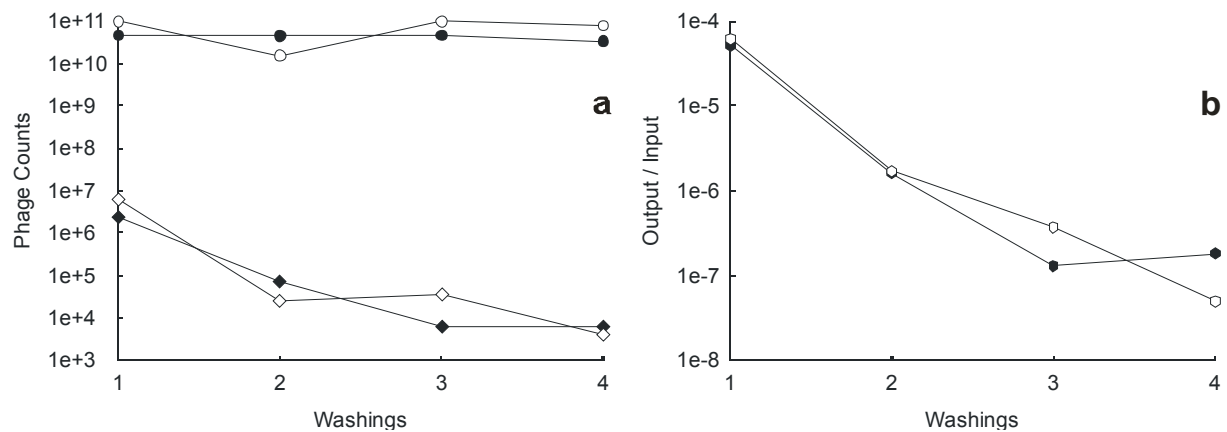 1e+11
1e+10
1e+9
1e+8
1e+7
1e+6
1e+5
1e+4
1e+3
Phage Counts
1 2 3 4
Washings
a
1e-4
1e-5
1e-6
1e-7
1e-8
Output / Input
1 2 3 4
Washings
b